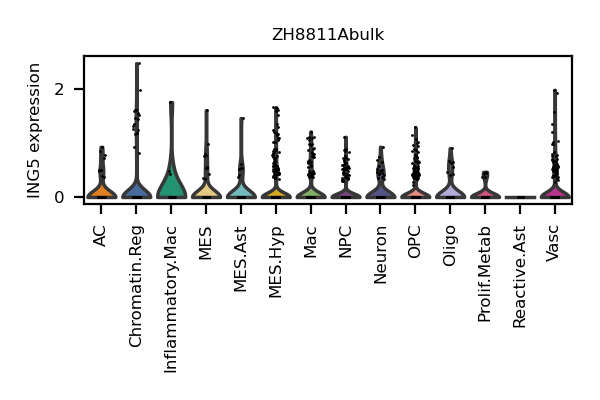 ZH8811Abulk
ING5 expression
2
0
AC
Chromatin.Reg
Inflammatory.Mac
MES
MES.Ast
MES.Hyp
Mac
NPC
Neuron
OPC
Oligo
Prolif.Metab
Reactive.Ast
Vasc